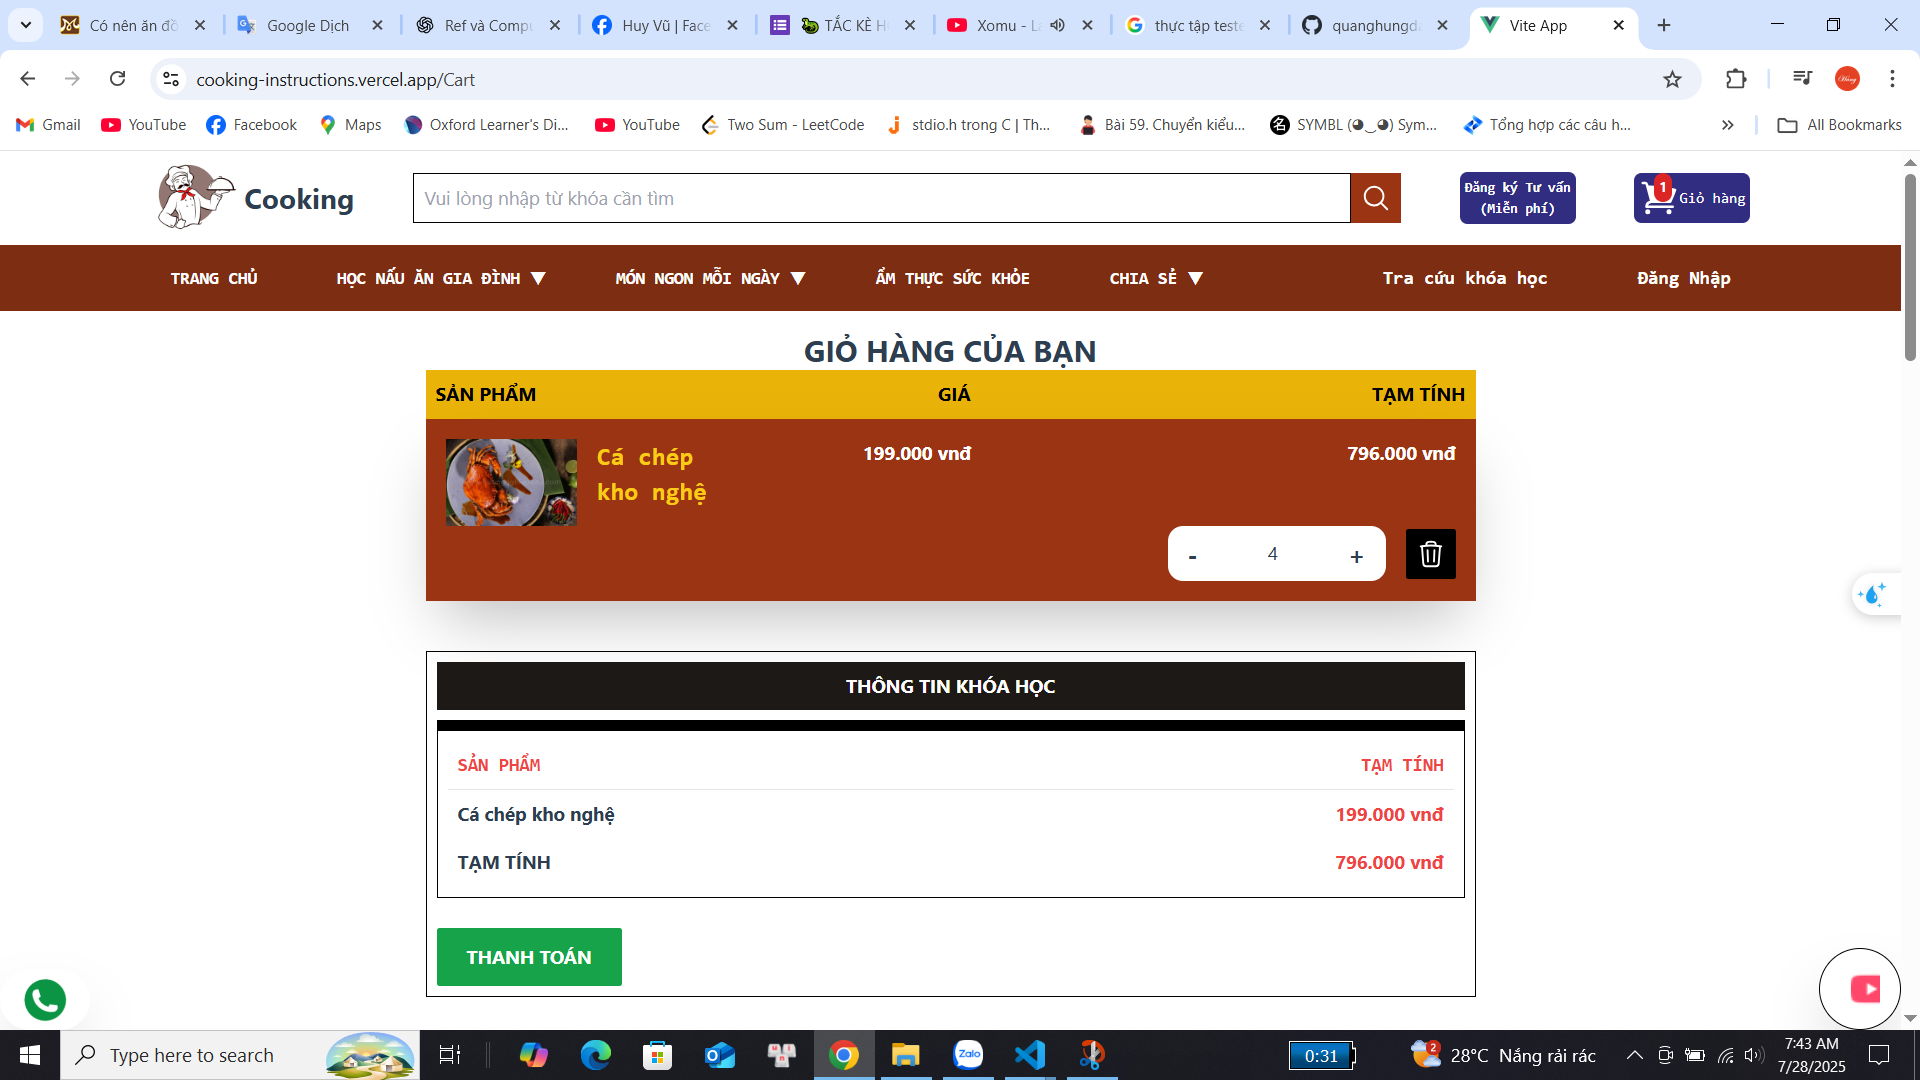 Có nên ăn đồ
Google Dịch
Ref và Compu
Huy Vũ | Face
TẮC KÈ H
Xomu - La
thực tập teste
quanghungda
Vite App
cooking-instructions.vercel.app/Cart
Gmail
YouTube
Facebook
Maps
Oxford Learner's Di...
YouTube
Two Sum - LeetCode
stdio.h trong C | Th...
Bài 59. Chuyển kiểu...
SYMBL (◕‿◕) Sym...
Tổng hợp các câu h...
All Bookmarks
Cooking
Vui lòng nhập từ khóa cần tìm
Đăng ký Tư vấn
(Miễn phí)
1
Giỏ hàng
TRANG CHỦ
HỌC NẤU ĂN GIA ĐÌNH ▼
MÓN NGON MỖI NGÀY ▼
ẨM THỰC SỨC KHỎE
CHIA SẺ ▼
Tra cứu khóa học
Đăng Nhập
GIỎ HÀNG CỦA BẠN
SẢN PHẨM
GIÁ
TẠM TÍNH
Cá chép
kho nghệ
199.000 vnđ
796.000 vnđ
-
4
+
THÔNG TIN KHÓA HỌC
SẢN PHẨM
TẠM TÍNH
Cá chép kho nghệ
199.000 vnđ
TẠM TÍNH
796.000 vnđ
THANH TOÁN
Type here to search
Zalo
0:31
2
28°C Nắng rải rác
7:43 AM
7/28/2025